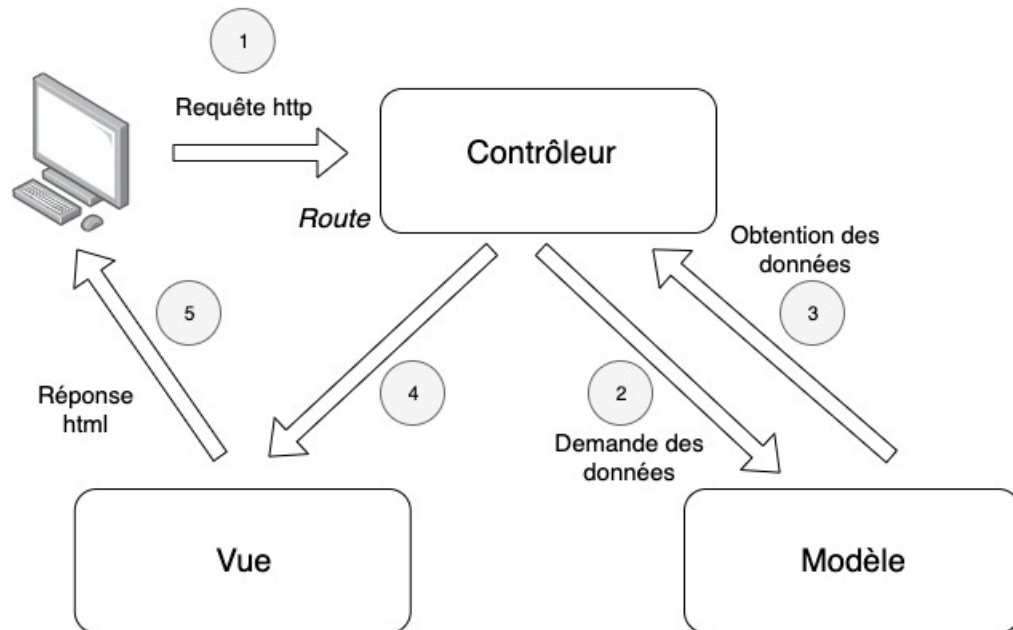 1
Requête http
Contrôleur
Route
Obtention des
données
3
5
4
2
Réponse
html
Demande des
données
Vue
Modèle